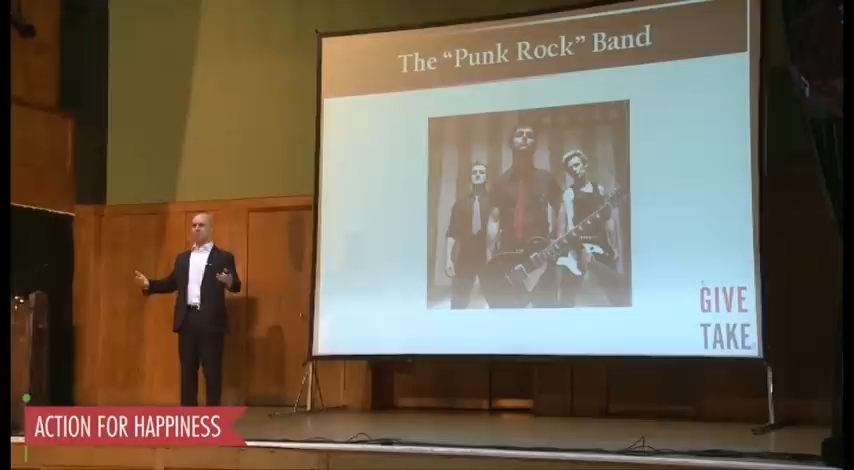 The “Punk Rock” Band
GIVE
TAKE
ACTION FOR HAPPINESS